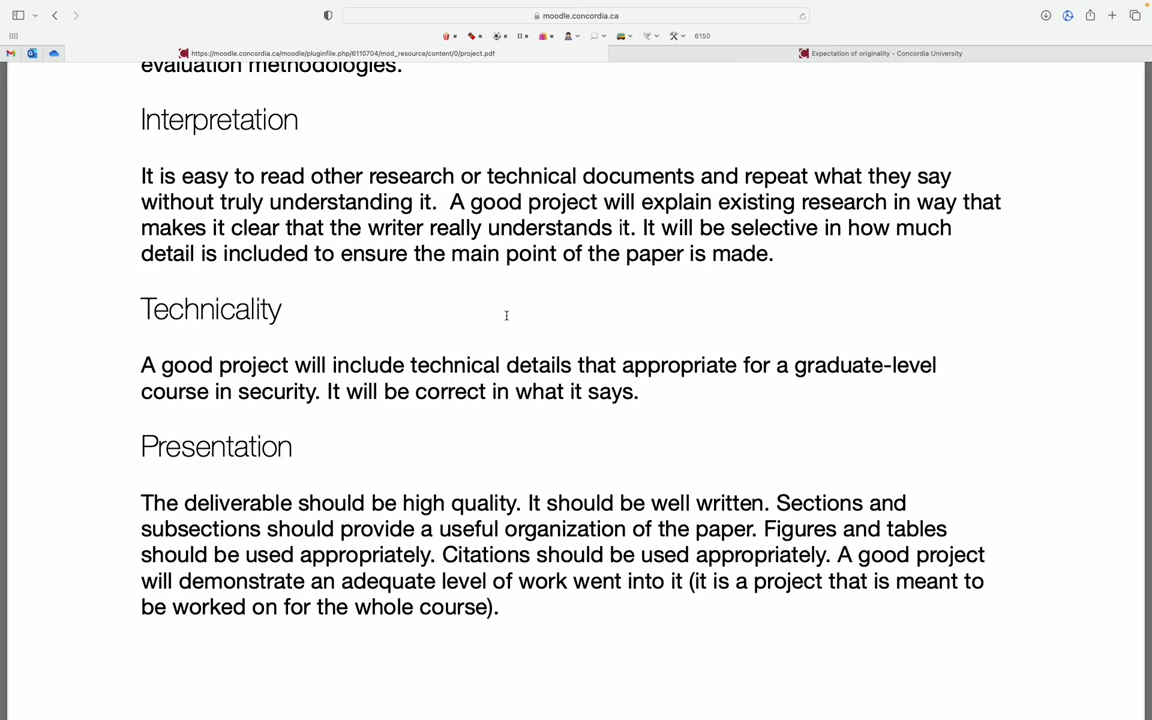 moodle.concordia.ca
6150
https://moodle.concordia.ca/moodle/pluginfile.php/6110704/mod_resource/content/0/project.pdf
Expectation of originality - Concordia University
evaluation methodologies.
Interpretation
It is easy to read other research or technical documents and repeat what they say
without truly understanding it.  A good project will explain existing research in way that
makes it clear that the writer really understands it. It will be selective in how much
detail is included to ensure the main point of the paper is made.
Technicality
A good project will include technical details that appropriate for a graduate-level
course in security. It will be correct in what it says.
Presentation
The deliverable should be high quality. It should be well written. Sections and
subsections should provide a useful organization of the paper. Figures and tables
should be used appropriately. Citations should be used appropriately. A good project
will demonstrate an adequate level of work went into it (it is a project that is meant to
be worked on for the whole course).